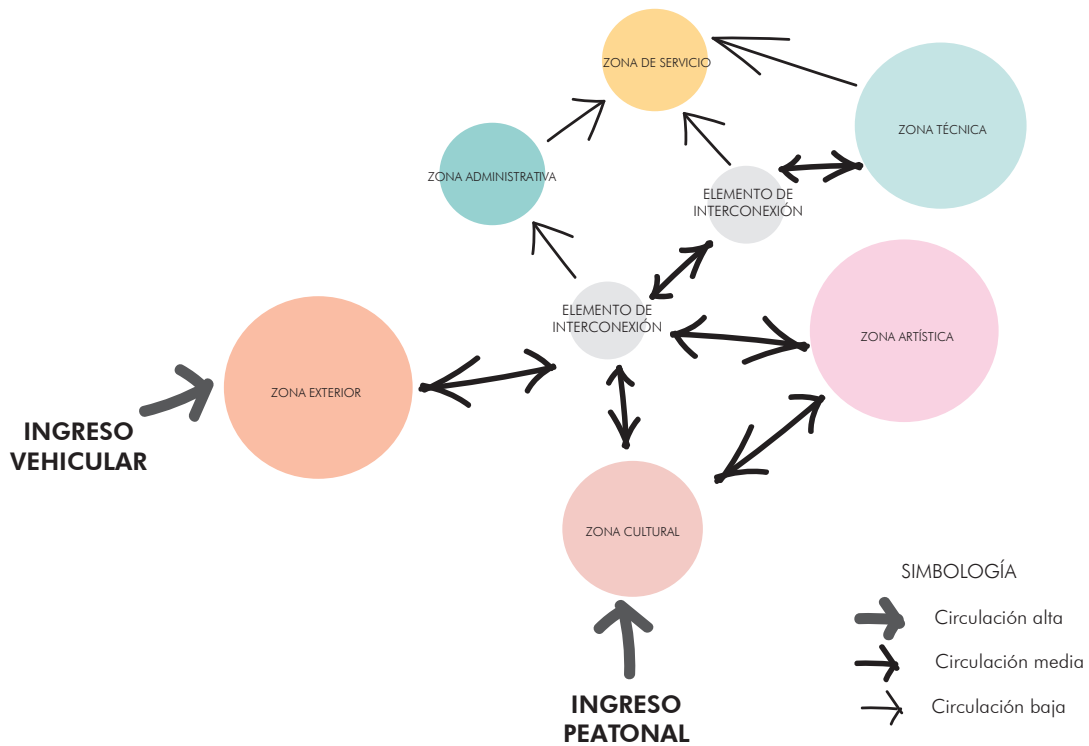 ZONA DE SERVICIO
ZONA TÉCNICA
ZONA ADMINISTRATIVA
ELEMENTO DE
INTERCONEXIÓN
ELEMENTO DE
INTERCONEXIÓN
ZONA ARTÍSTICA
ZONA EXTERIOR
INGRESO
VEHICULAR
ZONA CULTURAL
INGRESO
PEATONAL
SIMBOLOGÍA
Circulación alta
Circulación media
Circulación baja